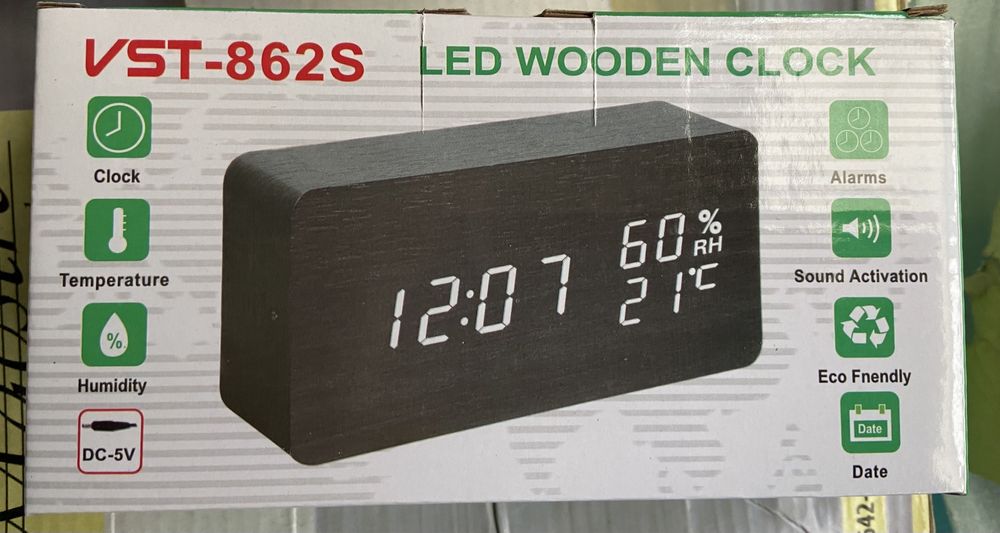 VST-862S LED WOODEN CLOCK
Clock
Temperature
%
Humidity
DC-5V
12:07
60%
RH
21°C
Alarms
Sound Activation
Eco Fnendly
Date
Date
642-